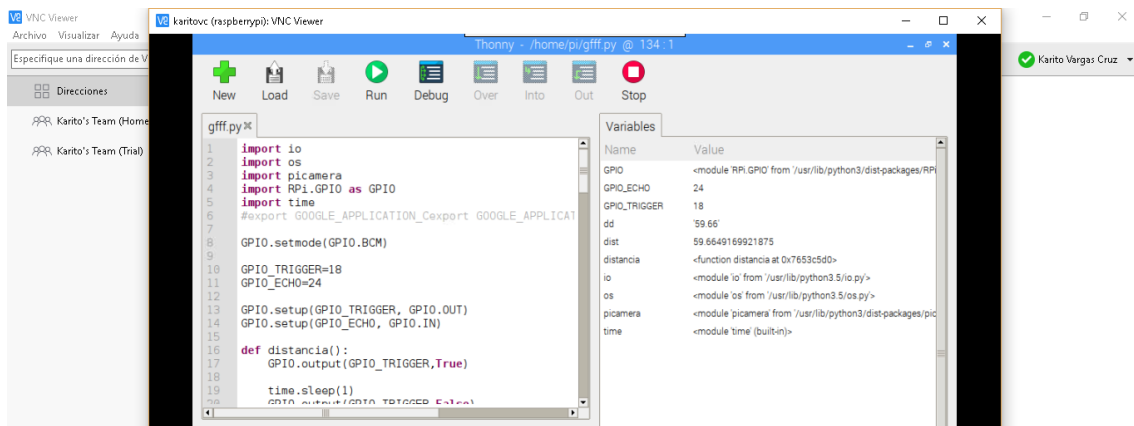 VNC Viewer
Archivo Visualizar Ayuda
Especifique una dirección de V
Direcciones
Karito's Team (Home
Karito's Team (Trial)
karitovc (raspberrypi): VNC Viewer
Karito Vargas Cruz
Thonny - /home/pi/gfff.py @ 134:1
New Load Save Run Debug Over Into Out Stop
gfff.py
1 import io
2 import os
3 import picamera
4 import RPi.GPIO as GPIO
5 import time
6 #export GOOGLE_APPLICATION_Cexport GOOGLE_APPLICAT
7
8 GPIO.setmode(GPIO.BCM)
9
10 GPIO_TRIGGER=18
11 GPIO_ECHO=24
12
13 GPIO.setup(GPIO_TRIGGER, GPIO.OUT)
14 GPIO.setup(GPIO_ECHO, GPIO.IN)
15
16 def distancia():
17 GPIO.output(GPIO_TRIGGER,True)
18
19 time.sleep(1)
20 GPIO.output(GPIO_TRIGGER,False)
Variables
Name Value
GPIO <module 'RPi.GPIO' from '/usr/lib/python3/dist-packages/RPi
GPIO_ECHO 24
GPIO_TRIGGER 18
dd '59.66'
dist 59.6649169921875
distancia <function distancia at 0x7653c5d0>
io <module 'io' from '/usr/lib/python3.5/io.py'>
os <module 'os' from '/usr/lib/python3.5/os.py'>
picamera <module 'picamera' from '/usr/lib/python3/dist-packages/pic
time <module 'time' (built-in)>